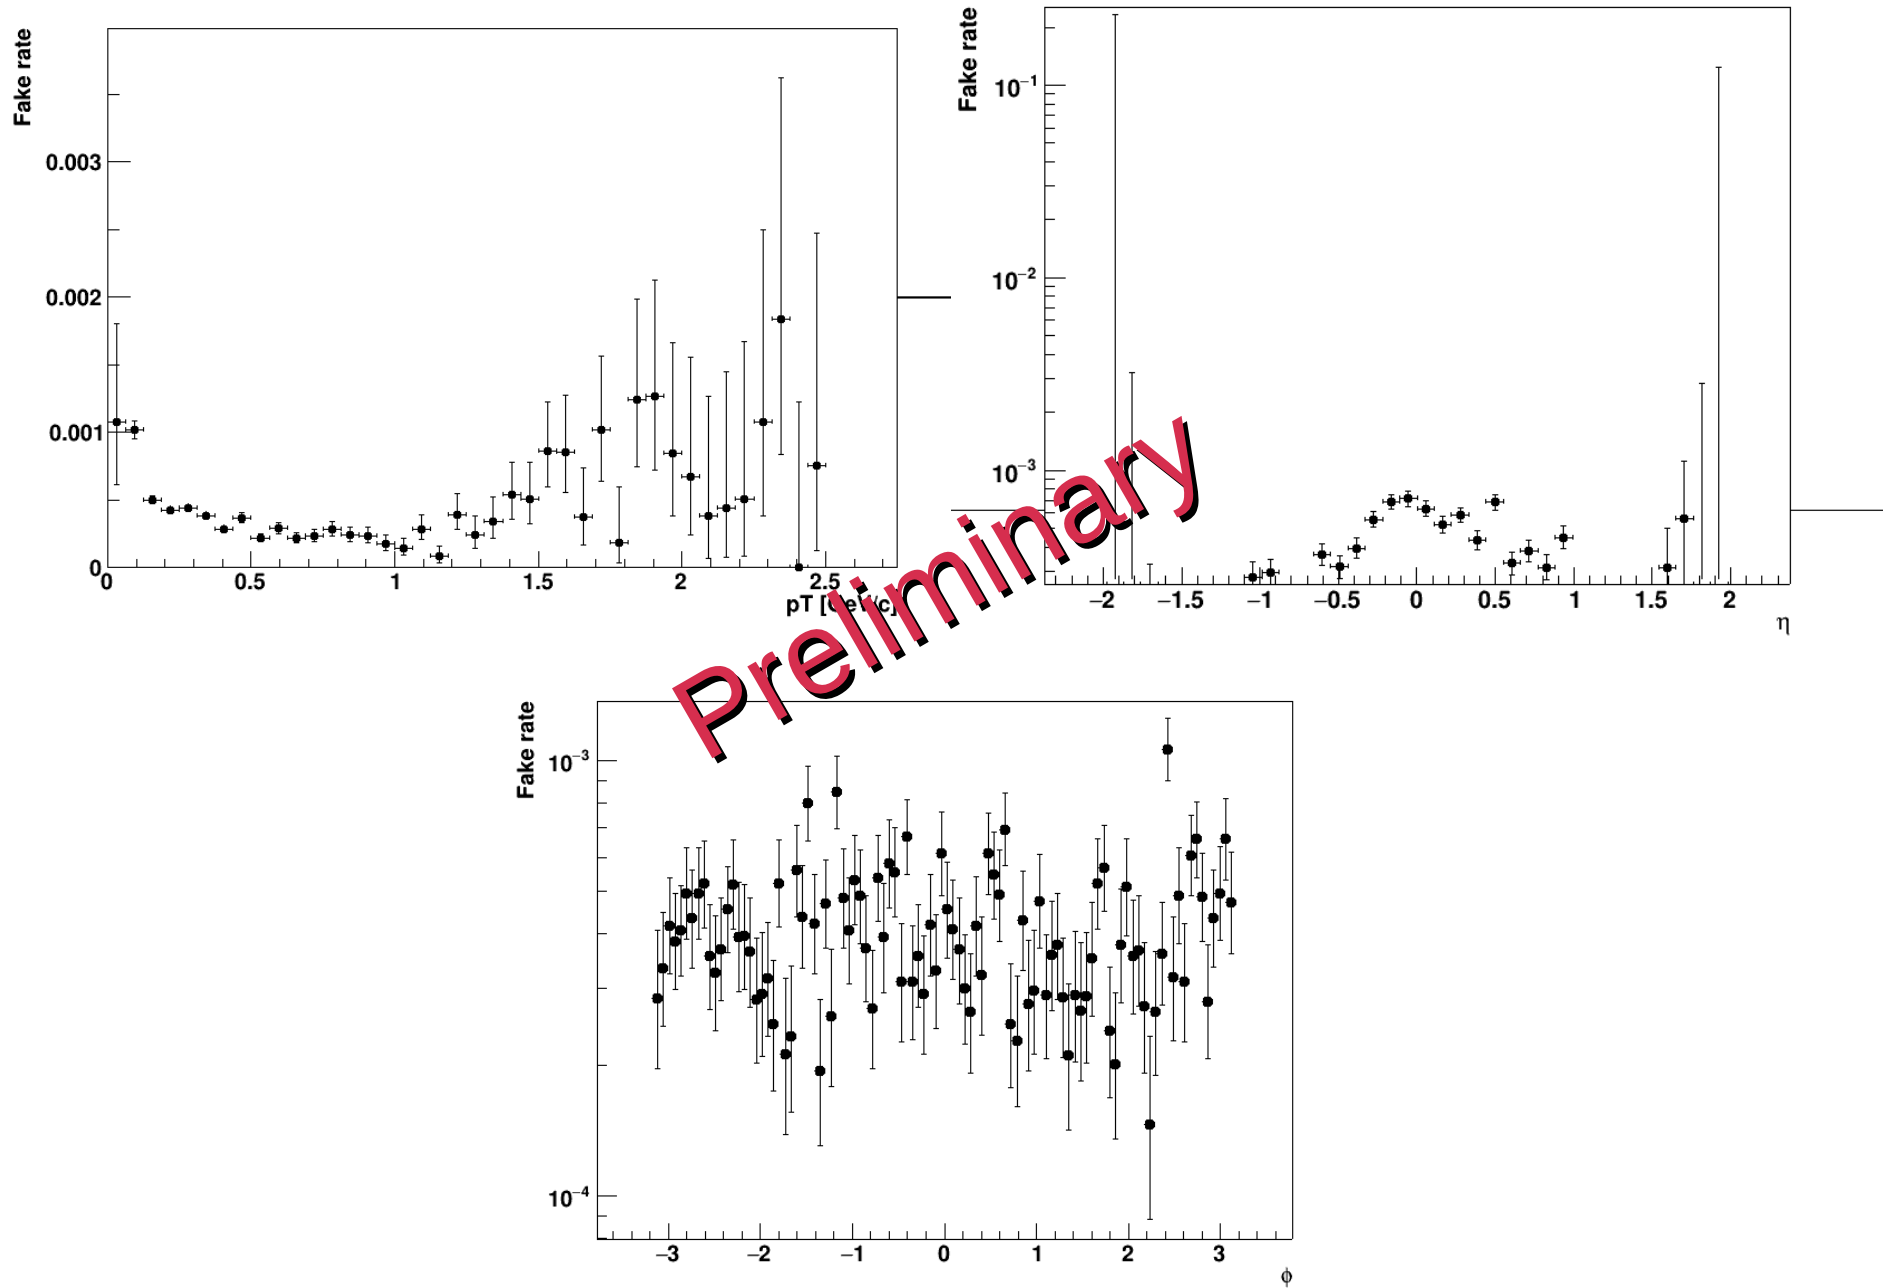 Fake rate
0.003
0.002
0.001
0
0 0.5 1 1.5 2 2.5
pT [GeV/c]
Fake rate
10⁻¹
10⁻²
10⁻³
−2 −1.5 −1 −0.5 0 0.5 1 1.5 2
η
Preliminary
Fake rate
10⁻³
10⁻⁴
−3 −2 −1 0 1 2 3
ϕ